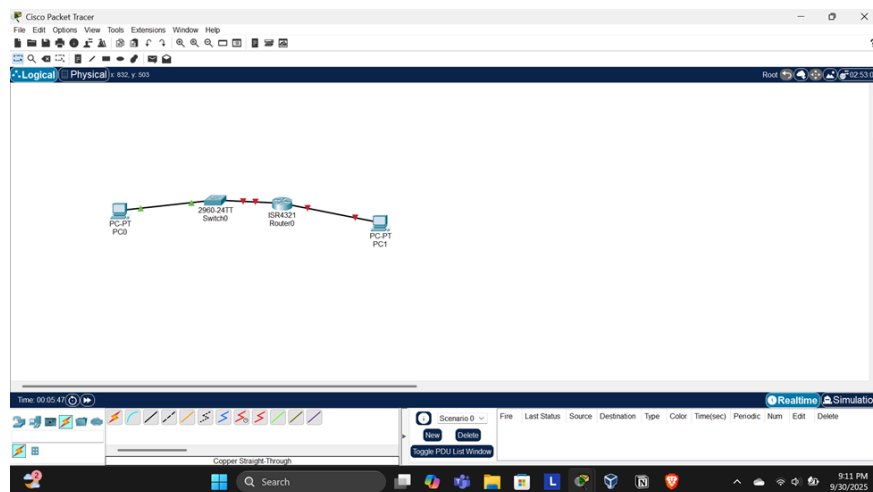 Cisco Packet Tracer
File Edit Options View Tools Extensions Window Help
Logical Physical x: 832, y: 503
Root 02:53:0
PC-PT
PC0
2960-24TT
Switch0
ISR4321
Router0
PC-PT
PC1
Time: 00:05:47
Realtime Simulatio
Scenario 0
New Delete
Toggle PDU List Window
Fire Last Status Source Destination Type Color Time(sec) Periodic Num Edit Delete
Copper Straight-Through
2
Search
L
9:11 PM
9/30/2025